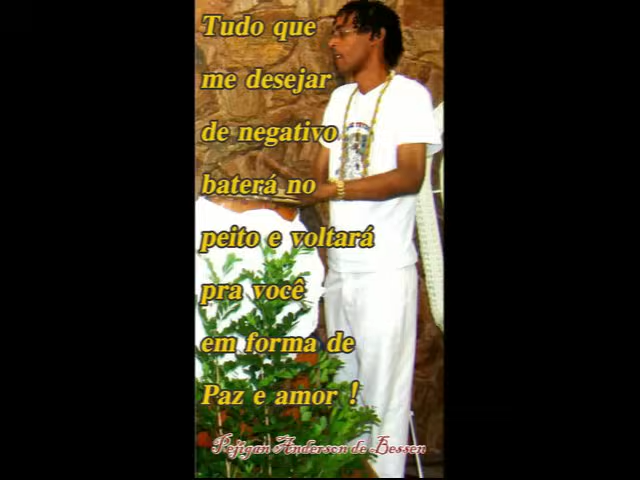 Tudo que
me desejar
de negativo
baterá no
peito e voltará
pra você
em forma de
Paz e amor !
Pejigan Anderson de Bessen